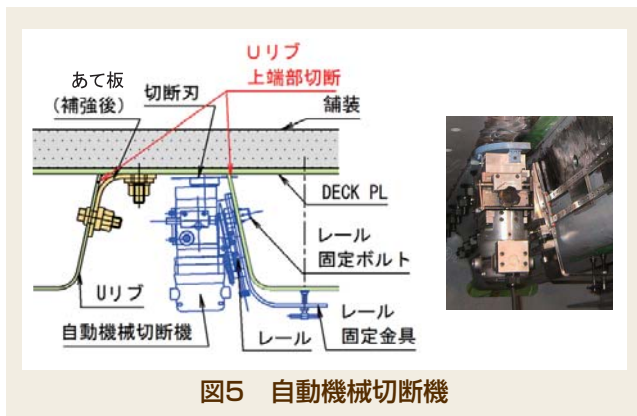 Uリブ
上端部切断
あて板
(補強後)
切断刃
舗装
DECK PL
レール
固定ボルト
Uリブ
自動機械切断機
レール
レール
固定金具
図5 自動機械切断機